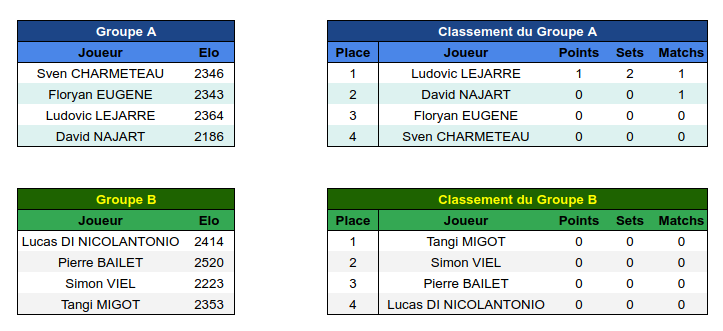 Groupe A
Joueur Elo
Sven CHARMETEAU 2346
Floryan EUGENE 2343
Ludovic LEJARRE 2364
David NAJART 2186
Classement du Groupe A
Place Joueur Points Sets Matchs
1 Ludovic LEJARRE 1 2 1
2 David NAJART 0 0 1
3 Floryan EUGENE 0 0 0
4 Sven CHARMETEAU 0 0 0
Groupe B
Joueur Elo
Lucas DI NICOLANTONIO 2414
Pierre BAILET 2520
Simon VIEL 2223
Tangi MIGOT 2353
Classement du Groupe B
Place Joueur Points Sets Matchs
1 Tangi MIGOT 0 0 0
2 Simon VIEL 0 0 0
3 Pierre BAILET 0 0 0
4 Lucas DI NICOLANTONIO 0 0 0